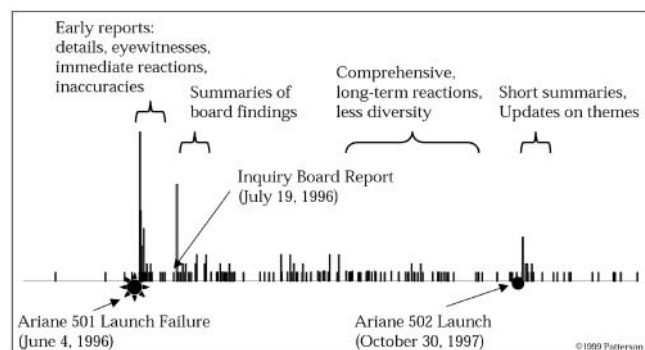 Early reports:
details, eyewitnesses,
immediate reactions,
inaccuracies
Summaries of
board findings
Comprehensive,
long-term reactions,
less diversity
Short summaries,
Updates on themes
Inquiry Board Report
(July 19, 1996)
Ariane 501 Launch Failure
(June 4, 1996)
Ariane 502 Launch
(October 30, 1997)
©1999 Patterson